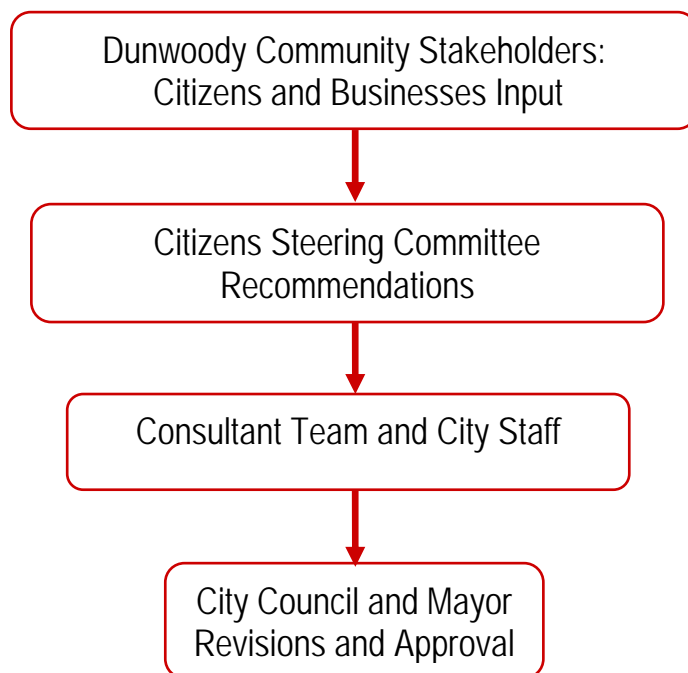 Dunwoody Community Stakeholders:
Citizens and Businesses Input
Citizens Steering Committee
Recommendations
Consultant Team and City Staff
City Council and Mayor
Revisions and Approval